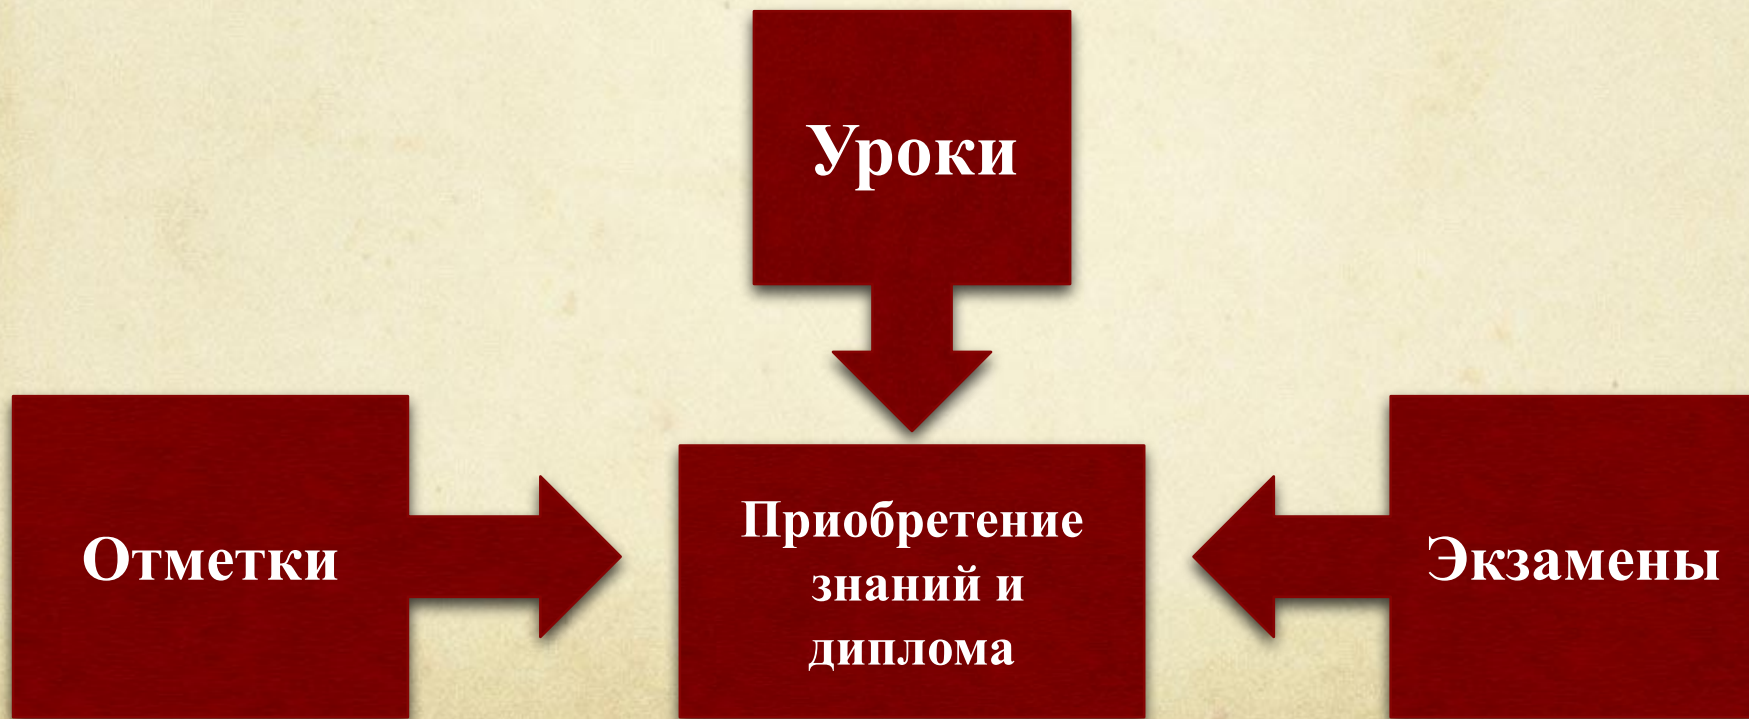 Уроки
Отметки
Приобретение
знаний и
диплома
Экзамены